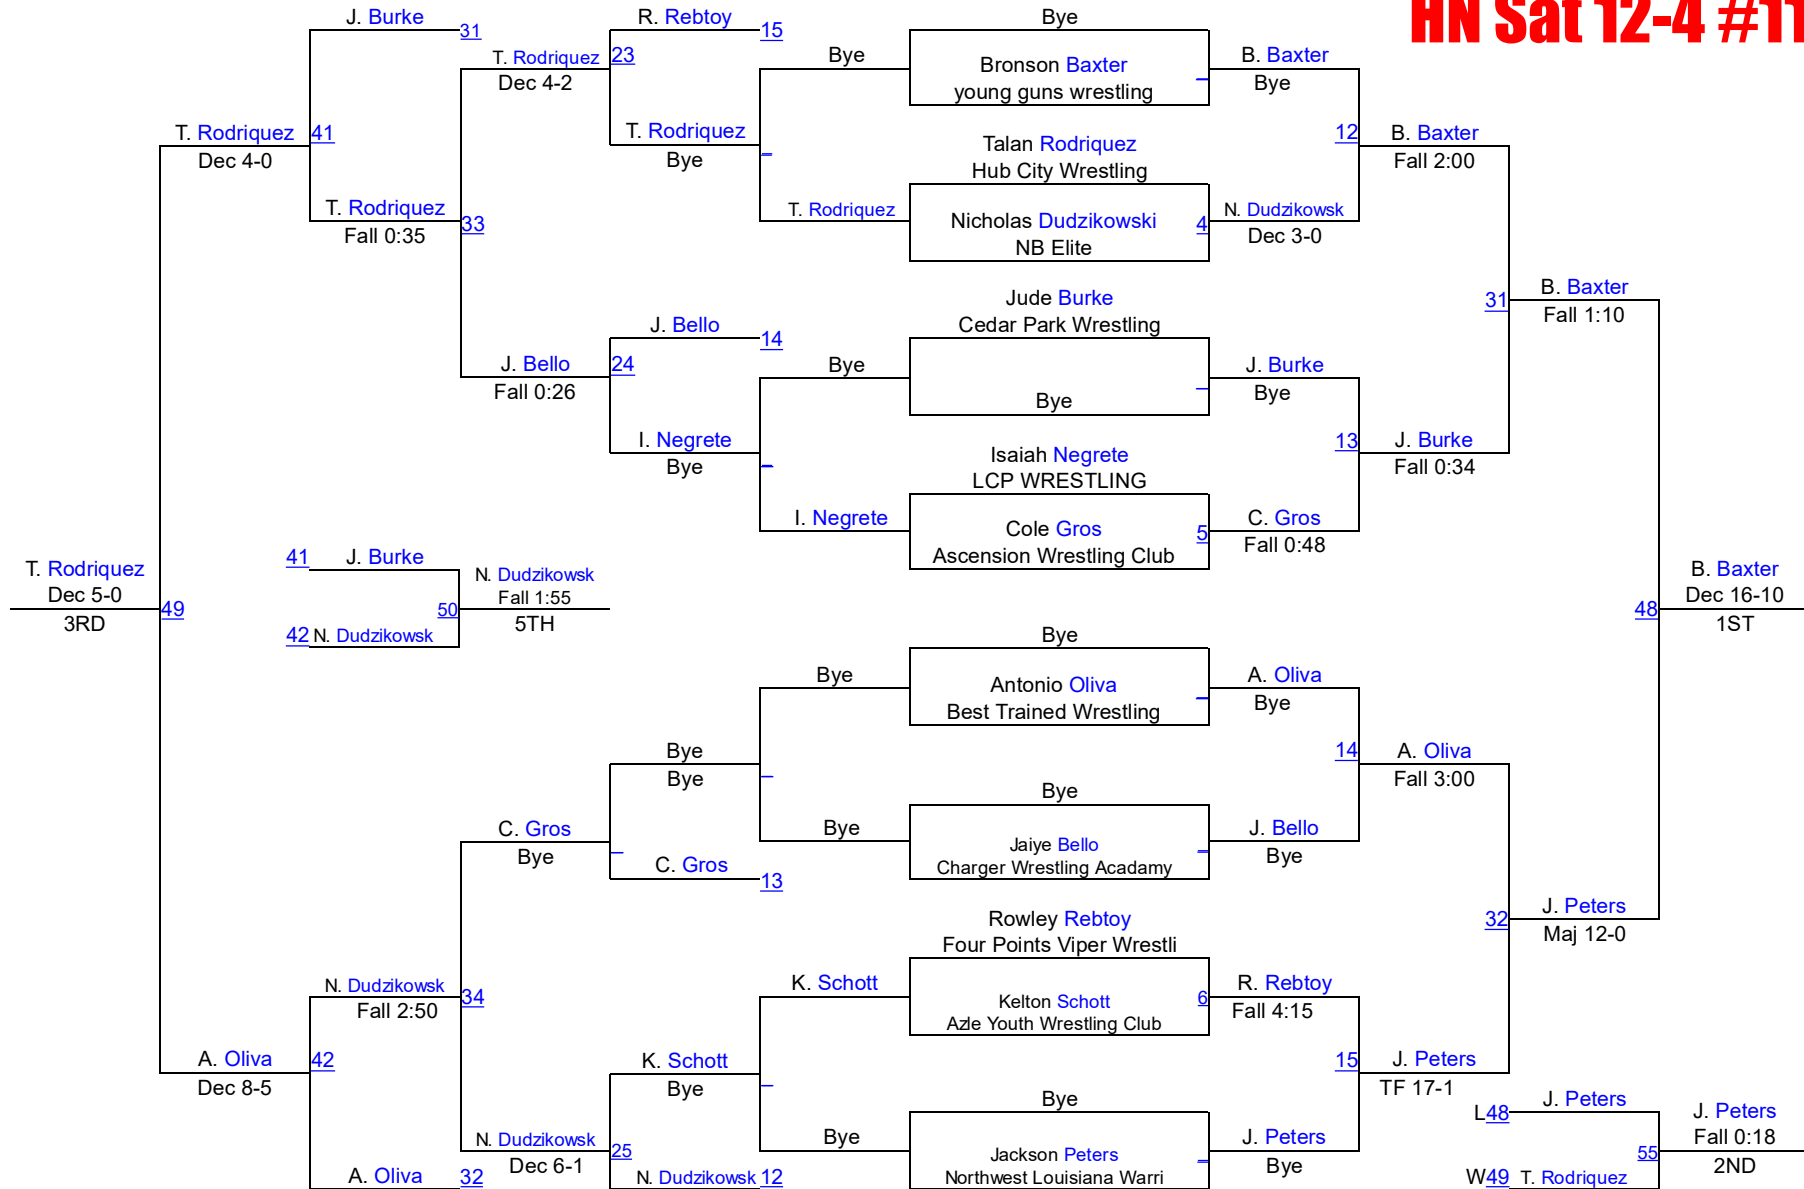 HN Sat 12-4 #11
J. Burke
31
R. Rebtoy
15
Bye
T. Rodriquez
23
Dec 4-2
Bye
Bronson Baxter
young guns wrestling
B. Baxter
Bye
T. Rodriquez
41
Dec 4-0
T. Rodriquez
Bye
Talan Rodriquez
Hub City Wrestling
12
B. Baxter
Fall 2:00
T. Rodriquez
Fall 0:35
33
T. Rodriquez
Nicholas Dudzikowski
NB Elite
4
N. Dudzikowsk
Dec 3-0
Jude Burke
Cedar Park Wrestling
31
B. Baxter
Fall 1:10
J. Bello
14
J. Bello
24
Fall 0:26
Bye
Bye
J. Burke
Bye
I. Negrete
Bye
Isaiah Negrete
LCP WRESTLING
13
J. Burke
Fall 0:34
I. Negrete
Cole Gros
Ascension Wrestling Club
5
C. Gros
Fall 0:48
T. Rodriquez
Dec 5-0
3RD
49
41
J. Burke
N. Dudzikowsk
Fall 1:55
5TH
50
42 N. Dudzikowsk
48
B. Baxter
Dec 16-10
1ST
Bye
Bye
Antonio Oliva
Best Trained Wrestling
A. Oliva
Bye
Bye
Bye
14
A. Oliva
Fall 3:00
Bye
C. Gros
Bye
Bye
Jaiye Bello
Charger Wrestling Acadamy
J. Bello
Bye
C. Gros
13
Rowley Rebtoy
Four Points Viper Wrestli
32
J. Peters
Maj 12-0
N. Dudzikowsk
Fall 2:50
34
K. Schott
Kelton Schott
Azle Youth Wrestling Club
6
R. Rebtoy
Fall 4:15
A. Oliva
Dec 8-5
42
K. Schott
Bye
15
J. Peters
TF 17-1
Bye
N. Dudzikowsk
Dec 6-1
25
Bye
Jackson Peters
Northwest Louisiana Warri
J. Peters
Bye
L48
J. Peters
J. Peters
Fall 0:18
2ND
55
A. Oliva
32
N. Dudzikowsk 12
W49 T. Rodriquez